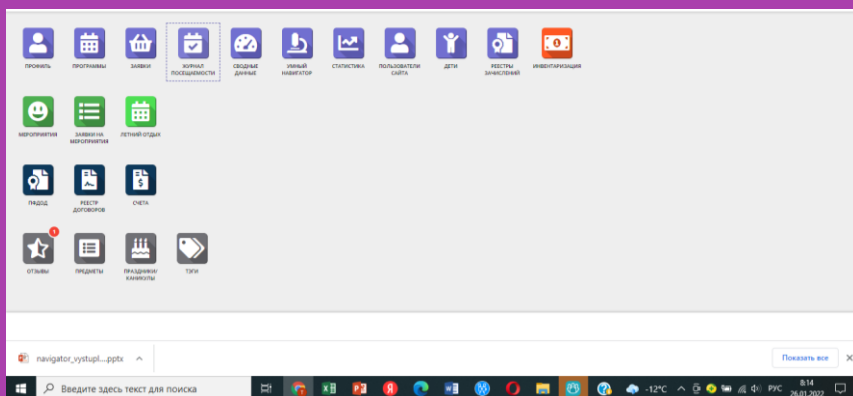 ПРОФИЛЬ
ПРОГРАММЫ
ЗАЯВКИ
ЖУРНАЛ
ПОСЕЩАЕМОСТИ
СВОДНЫЕ
ДАННЫЕ
УМНЫЙ
НАВИГАТОР
СТАТИСТИКА
ПОЛЬЗОВАТЕЛИ
САЙТА
ДЕТИ
РЕЕСТРЫ
ЗАЧИСЛЕНИЙ
ИНВЕНТАРИЗАЦИЯ
МЕРОПРИЯТИЯ
ЗАЯВКИ НА
МЕРОПРИЯТИЯ
ЛЕТНИЙ ОТДЫХ
ПФДОД
РЕЕСТР
ДОГОВОРОВ
СЧЕТА
1
ОТЗЫВЫ
ПРЕДМЕТЫ
ПРАЗДНИКИ/
КАНИКУЛЫ
ТЭГИ
navigator_vystupl....pptx
Показать все
Введите здесь текст для поиска
-12°C
РУС
8:14
26.01.2022